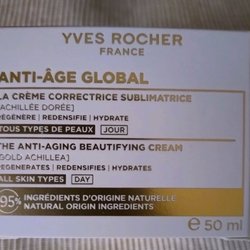 YVES ROCHER
FRANCE
ANTI-ÂGE GLOBAL
LA CRÈME CORRECTRICE SUBLIMATRICE
[ACHILLÉE DORÉE]
RÉGÉNÈRE | REDENSIFIE | HYDRATE
TOUS TYPES DE PEAUX JOUR
THE ANTI-AGING BEAUTIFYING CREAM
[GOLD ACHILLEA]
REGENERATES | REDENSIFIES | HYDRATES
ALL SKIN TYPES DAY
95% INGRÉDIENTS D'ORIGINE NATURELLE
NATURAL ORIGIN INGREDIENTS
e 50 ml